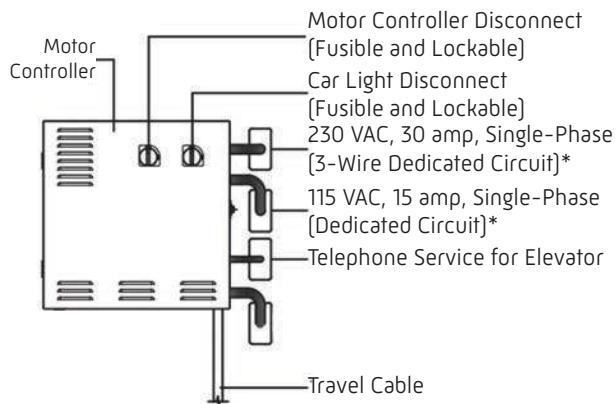 Motor Controller Disconnect
(Fusible and Lockable)
Motor
Controller
Car Light Disconnect
(Fusible and Lockable)
230 VAC, 30 amp, Single-Phase
(3-Wire Dedicated Circuit)*
115 VAC, 15 amp, Single-Phase
(Dedicated Circuit)*
Telephone Service for Elevator
Travel Cable